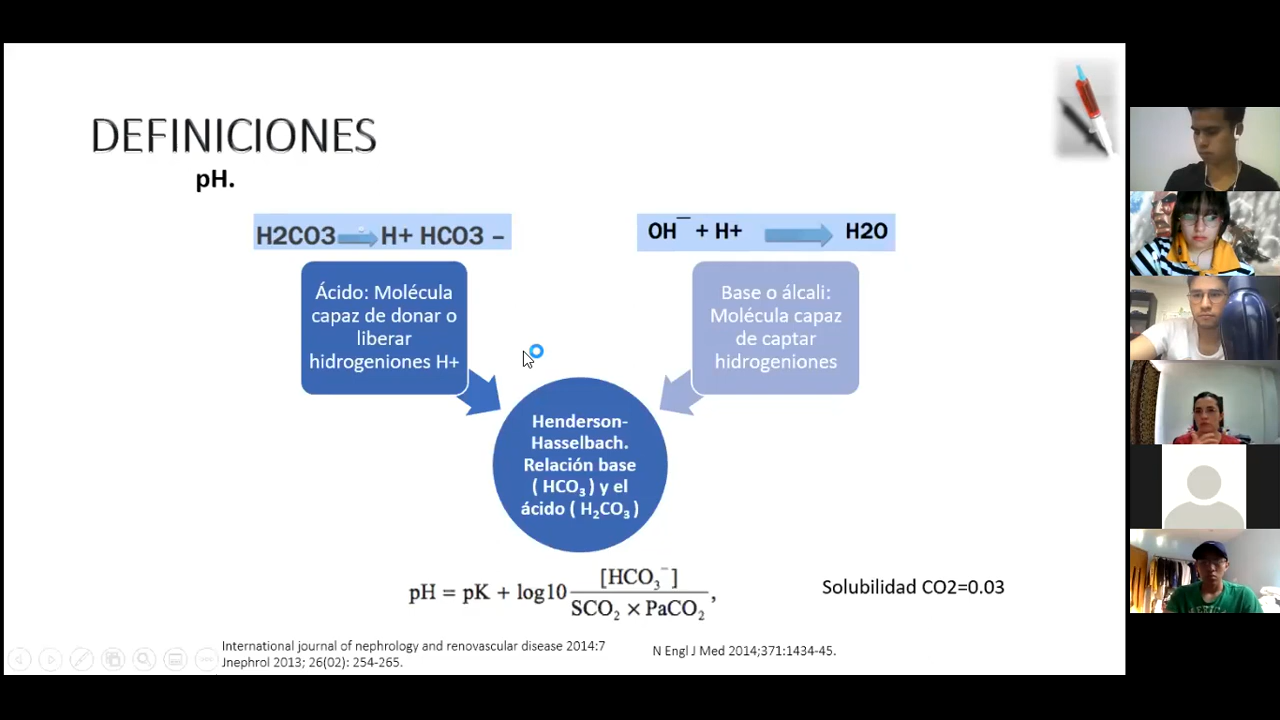 DEFINICIONES
pH.
H2CO3 H+ HCO3 –
OH¯ + H+ H2O
Ácido: Molécula
capaz de donar o
liberar
hidrogeniones H+
Base o álcali:
Molécula capaz
de captar
hidrogeniones
Henderson-
Hasselbach.
Relación base
( HCO₃ ) y el
ácido ( H₂CO₃ )
pH = pK + log10 [HCO₃¯] / SCO₂ × PaCO₂ ,
Solubilidad CO2=0.03
International journal of nephrology and renovascular disease 2014:7
Jnephrol 2013; 26(02): 254-265.
N Engl J Med 2014;371:1434-45.